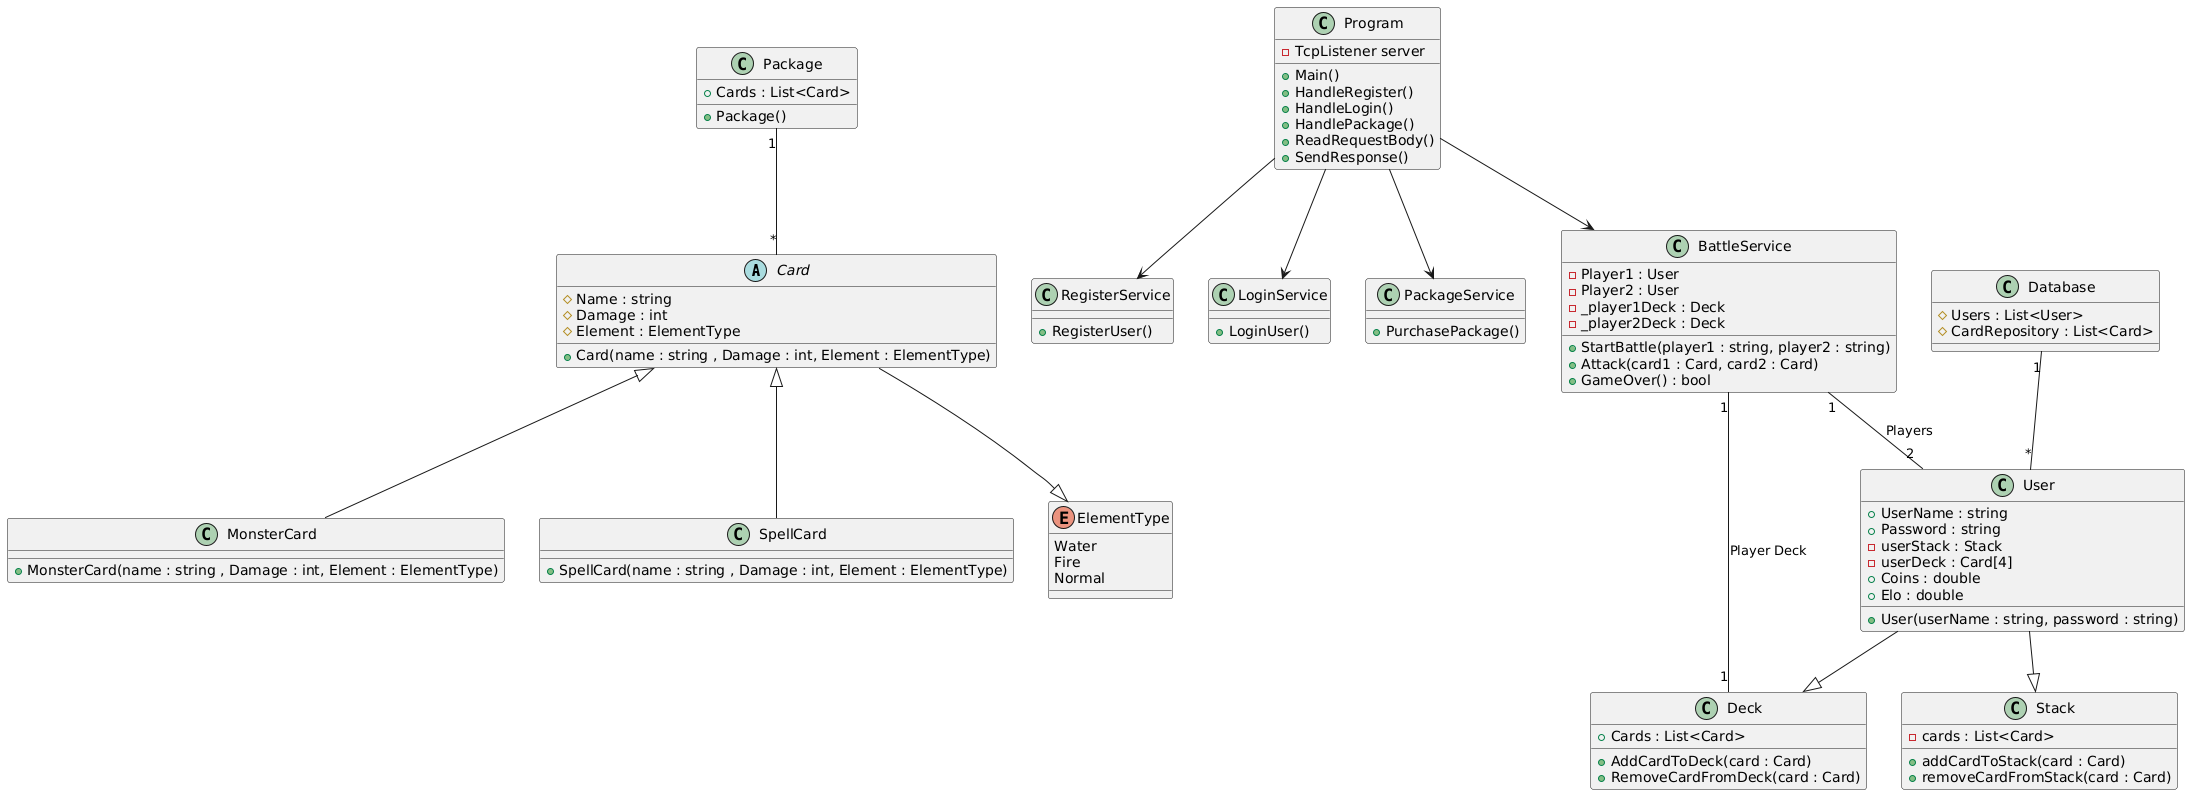 C Program
TcpListener server
Main()
HandleRegister()
HandleLogin()
HandlePackage()
ReadRequestBody()
SendResponse()
C Package
Cards : List<Card>
Package()
1
*
A Card
Name : string
Damage : int
Element : ElementType
Card(name : string , Damage : int, Element : ElementType)
C RegisterService
RegisterUser()
C LoginService
LoginUser()
C PackageService
PurchasePackage()
C BattleService
Player1 : User
Player2 : User
_player1Deck : Deck
_player2Deck : Deck
StartBattle(player1 : string, player2 : string)
Attack(card1 : Card, card2 : Card)
GameOver() : bool
C Database
Users : List<User>
CardRepository : List<Card>
1
*
1
Players
2
1
Player Deck
1
C MonsterCard
MonsterCard(name : string , Damage : int, Element : ElementType)
C SpellCard
SpellCard(name : string , Damage : int, Element : ElementType)
E ElementType
Water
Fire
Normal
C User
UserName : string
Password : string
userStack : Stack
userDeck : Card[4]
Coins : double
Elo : double
User(userName : string, password : string)
C Deck
Cards : List<Card>
AddCardToDeck(card : Card)
RemoveCardFromDeck(card : Card)
C Stack
cards : List<Card>
addCardToStack(card : Card)
removeCardFromStack(card : Card)